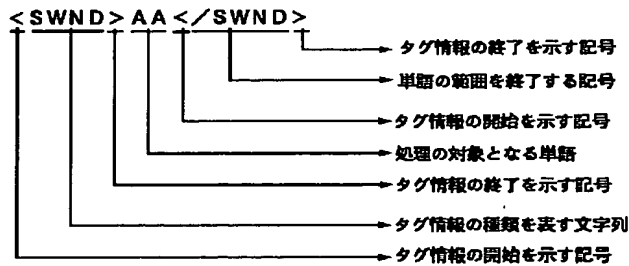 <SWND>AA</SWND>
タグ情報の終了を示す記号
単語の範囲を終了する記号
タグ情報の開始を示す記号
処理の対象となる単語
タグ情報の終了を示す記号
タグ情報の種類を表す文字列
タグ情報の開始を示す記号